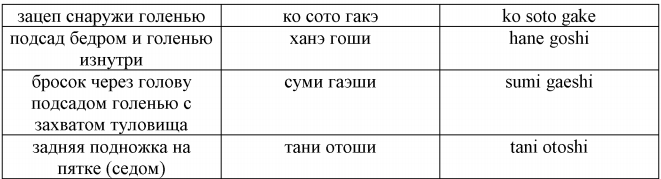 зацеп снаружи голенью ко сото гакэ ko soto gake
подсад бедром и голенью ханэ гоши hane goshi
изнутри
бросок через голову суми гаэши sumi gaeshi
подсадом голенью с
захватом туловища
задняя подножка на тани отоши tani otoshi
пятке (седом)